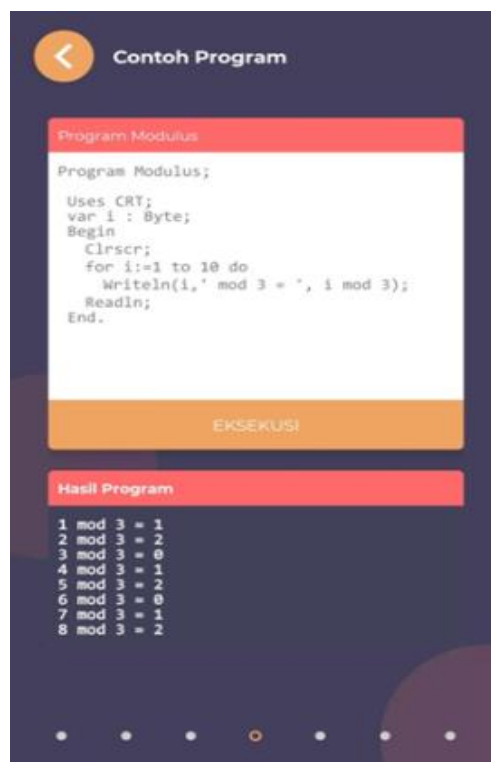 Contoh Program
Program Modulus
Program Modulus;
Uses CRT;
var i : Byte;
Begin
Clrscr;
for i:=1 to 10 do
Writeln(i,' mod 3 = ', i mod 3);
Readln;
End.
EKSEKUSI
Hasil Program
1 mod 3 = 1
2 mod 3 = 2
3 mod 3 = 0
4 mod 3 = 1
5 mod 3 = 2
6 mod 3 = 0
7 mod 3 = 1
8 mod 3 = 2